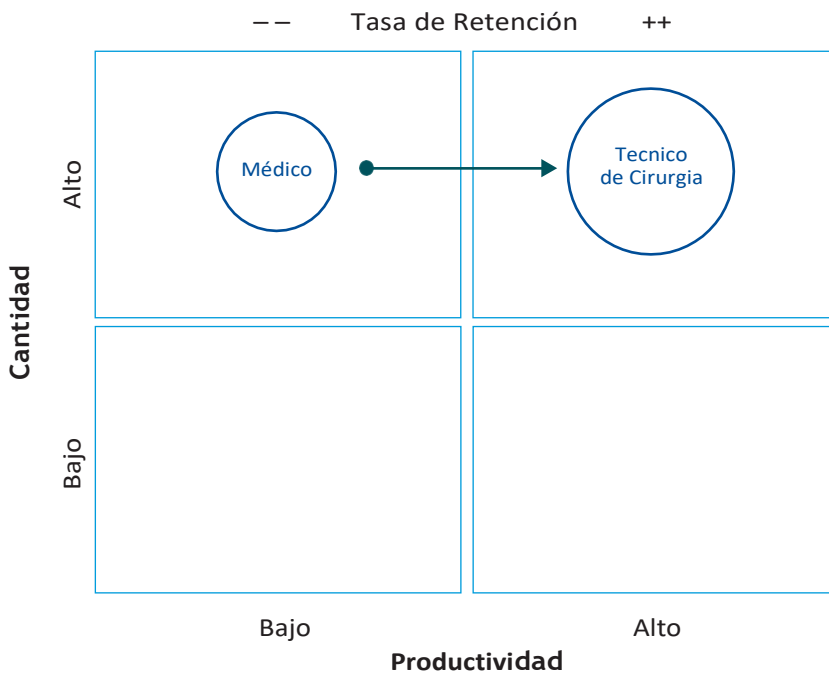 – – Tasa de Retención ++
Alto
Médico
Tecnico
de Cirurgia
Cantidad
Bajo
Bajo Alto
Productividad